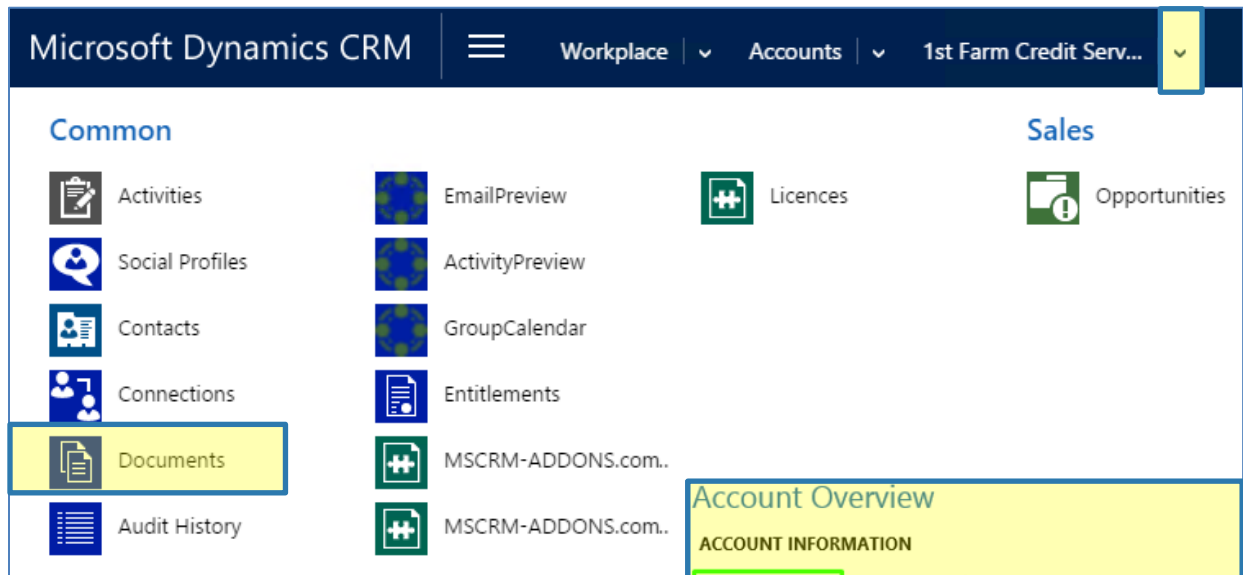 Microsoft Dynamics CRM Workplace Accounts 1st Farm Credit Serv...
Common Sales
Activities EmailPreview Licences Opportunities
Social Profiles ActivityPreview
Contacts GroupCalendar
Connections Entitlements
Documents MSCRM-ADDONS.com..
Audit History MSCRM-ADDONS.com..
Account Overview
ACCOUNT INFORMATION